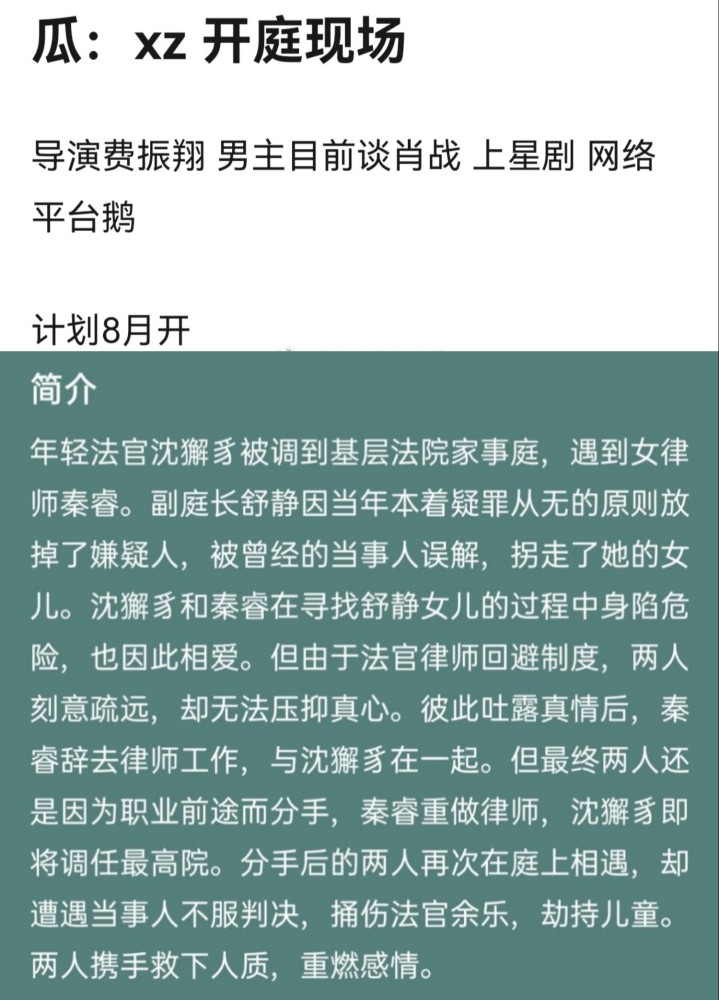 瓜：xz 开庭现场
导演费振翔 男主目前谈肖战 上星剧 网络
平台鹅
计划8月开
简介
年轻法官沈獬豸被调到基层法院家事庭，遇到女律
师秦睿。副庭长舒静因当年本着疑罪从无的原则放
掉了嫌疑人，被曾经的当事人误解，拐走了她的女
儿。沈獬豸和秦睿在寻找舒静女儿的过程中身陷危
险，也因此相爱。但由于法官律师回避制度，两人
刻意疏远，却无法压抑真心。彼此吐露真情后，秦
睿辞去律师工作，与沈獬豸在一起。但最终两人还
是因为职业前途而分手，秦睿重做律师，沈獬豸即
将调任最高院。分手后的两人再次在庭上相遇，却
遭遇当事人不服判决，捅伤法官余乐，劫持儿童。
两人携手救下人质，重燃感情。